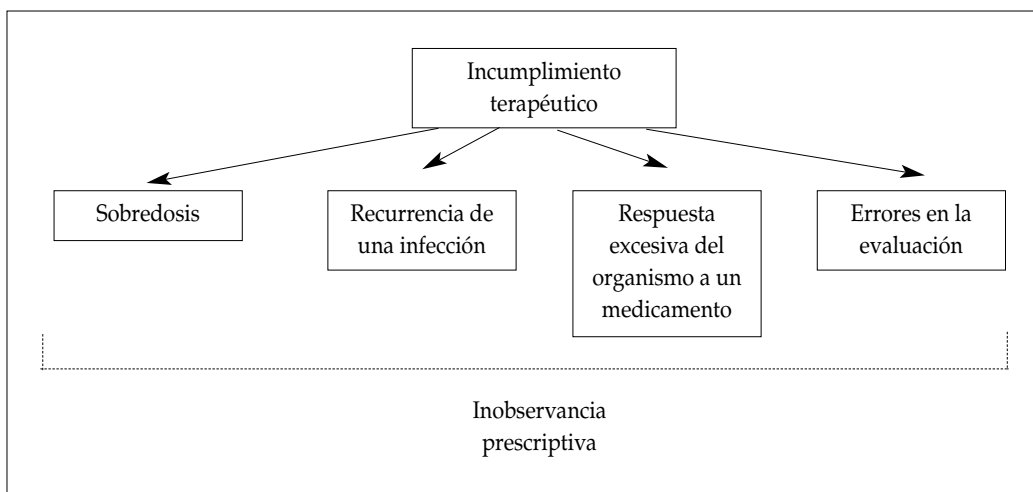 Incumplimiento
terapéutico
Sobredosis
Recurrencia de
una infección
Respuesta
excesiva del
organismo a un
medicamento
Errores en la
evaluación
Inobservancia
prescriptiva